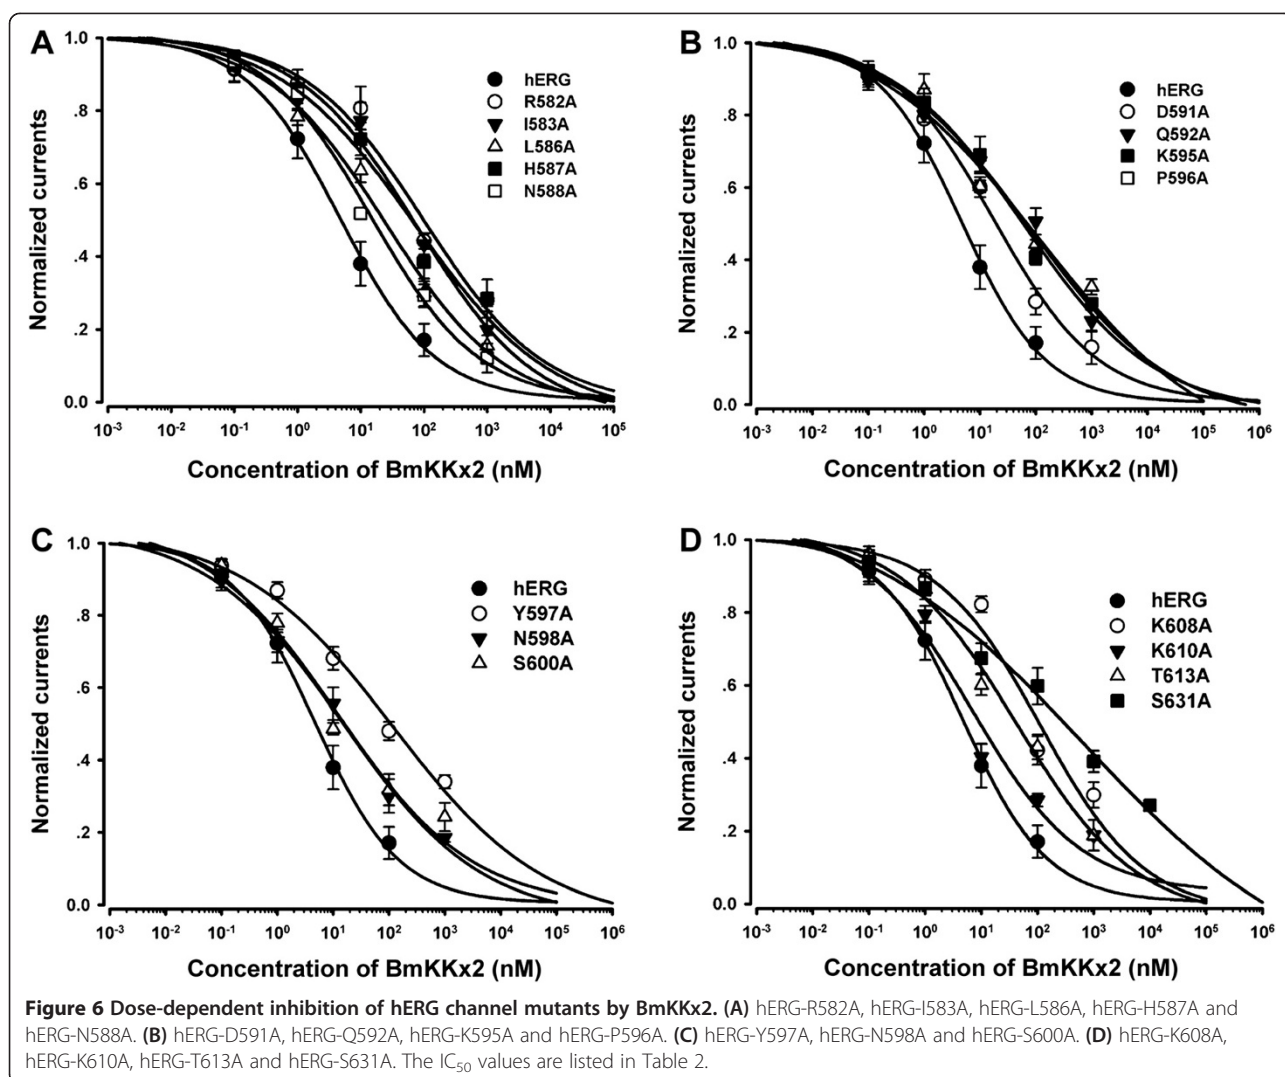 A
1.0
.8
.6
.4
.2
0.0
Normalized currents
hERG
R582A
I583A
L586A
H587A
N588A
10-3 10-2 10-1 100 101 102 103 104 105
Concentration of BmKKx2 (nM)
B
1.0
.8
.6
.4
.2
0.0
Normalized currents
hERG
D591A
Q592A
K595A
P596A
10-3 10-2 10-1 100 101 102 103 104 105 106
Concentration of BmKKx2 (nM)
C
1.0
.8
.6
.4
.2
0.0
Normalized currents
hERG
Y597A
N598A
S600A
10-3 10-2 10-1 100 101 102 103 104 105 106
Concentration of BmKKx2 (nM)
D
1.0
.8
.6
.4
.2
0.0
Normalized currents
hERG
K608A
K610A
T613A
S631A
10-3 10-2 10-1 100 101 102 103 104 105 106
Concentration of BmKKx2 (nM)
Figure 6 Dose-dependent inhibition of hERG channel mutants by BmKKx2. (A) hERG-R582A, hERG-I583A, hERG-L586A, hERG-H587A and
hERG-N588A. (B) hERG-D591A, hERG-Q592A, hERG-K595A and hERG-P596A. (C) hERG-Y597A, hERG-N598A and hERG-S600A. (D) hERG-K608A,
hERG-K610A, hERG-T613A and hERG-S631A. The IC50 values are listed in Table 2.